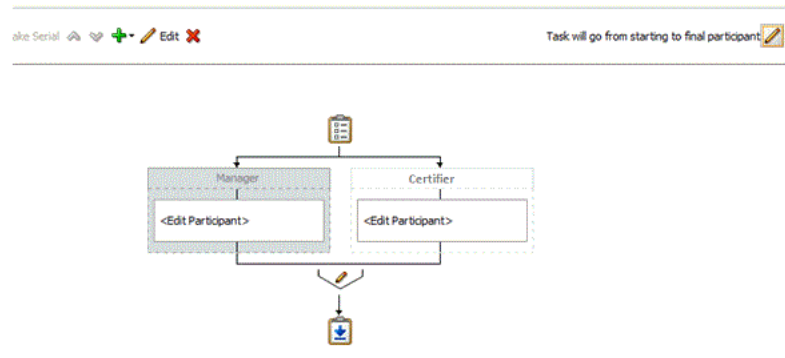 ake Serial Edit Task will go from starting to final participant
Manager Certifier
<Edit Participant> <Edit Participant>